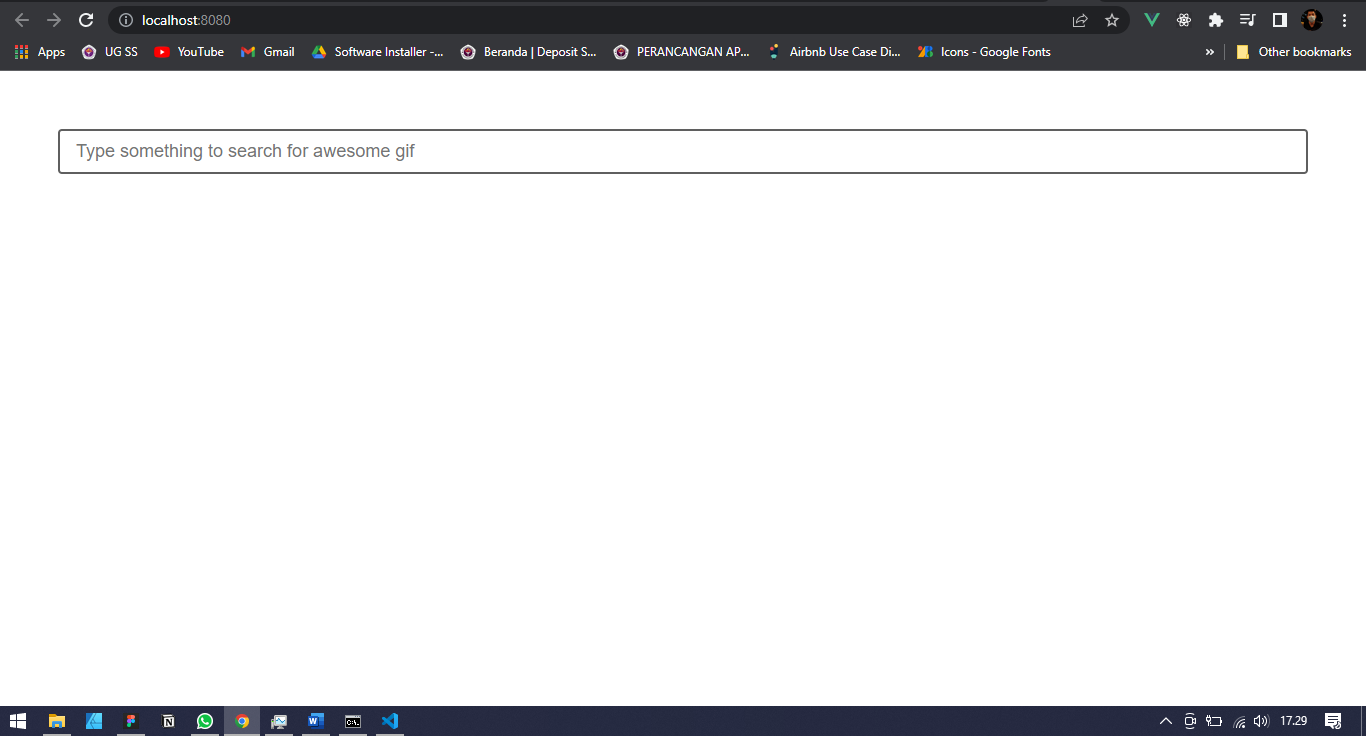 localhost:8080
Apps UG SS YouTube Gmail Software Installer -... Beranda | Deposit S... PERANCANGAN AP... Airbnb Use Case Di... Icons - Google Fonts » Other bookmarks
Type something to search for awesome gif
17.29